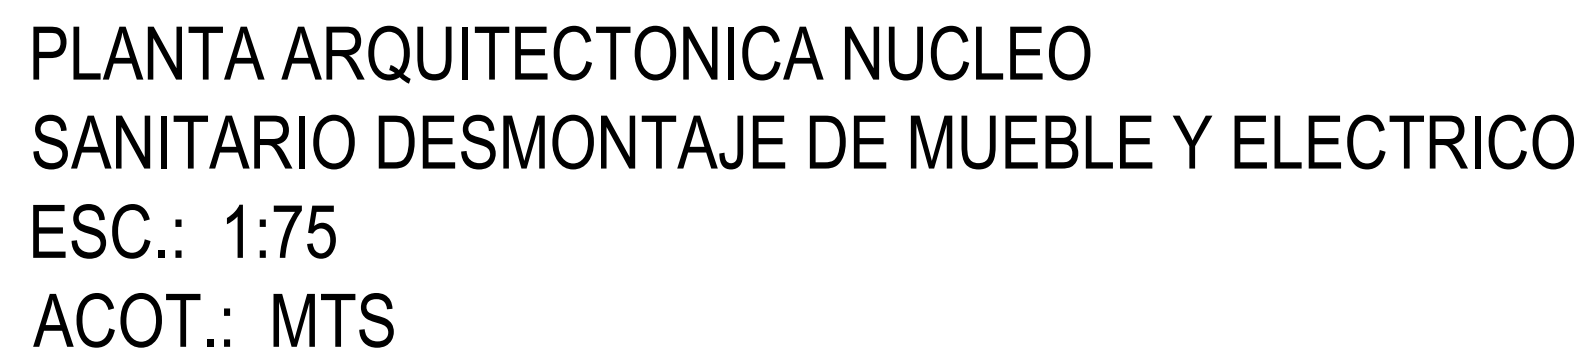 PLANTA ARQUITECTONICA NUCLEO
SANITARIO DESMONTAJE DE MUEBLE Y ELECTRICO
ESC.: 1:75
ACOT.: MTS